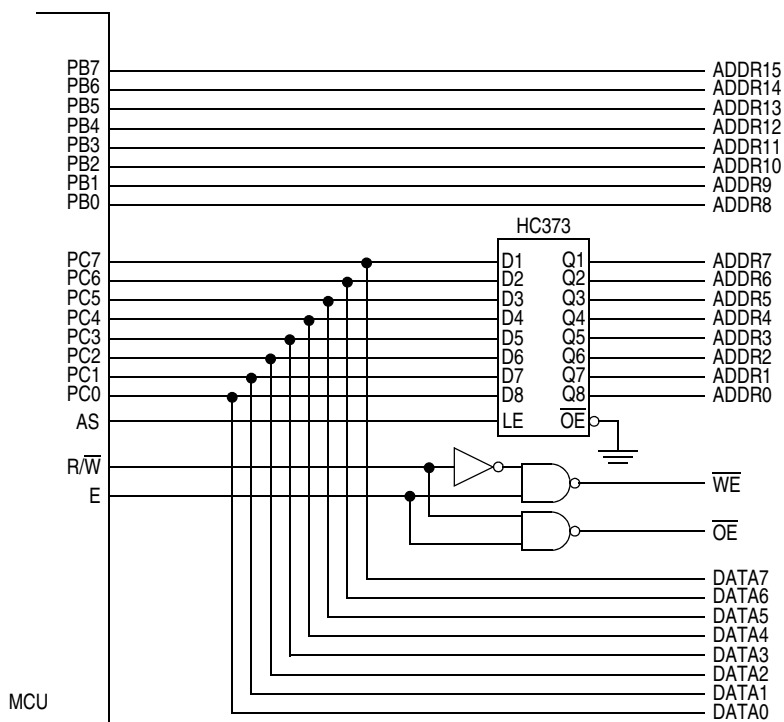 PB7 ADDR15
PB6 ADDR14
PB5 ADDR13
PB4 ADDR12
PB3 ADDR11
PB2 ADDR10
PB1 ADDR9
PB0 ADDR8
HC373
PC7 D1 Q1 ADDR7
PC6 D2 Q2 ADDR6
PC5 D3 Q3 ADDR5
PC4 D4 Q4 ADDR4
PC3 D5 Q5 ADDR3
PC2 D6 Q6 ADDR2
PC1 D7 Q7 ADDR1
PC0 D8 Q8 ADDR0
AS LE O̅E̅
R/W̅
E W̅E̅
O̅E̅
DATA7
DATA6
DATA5
DATA4
DATA3
DATA2
DATA1
MCU DATA0